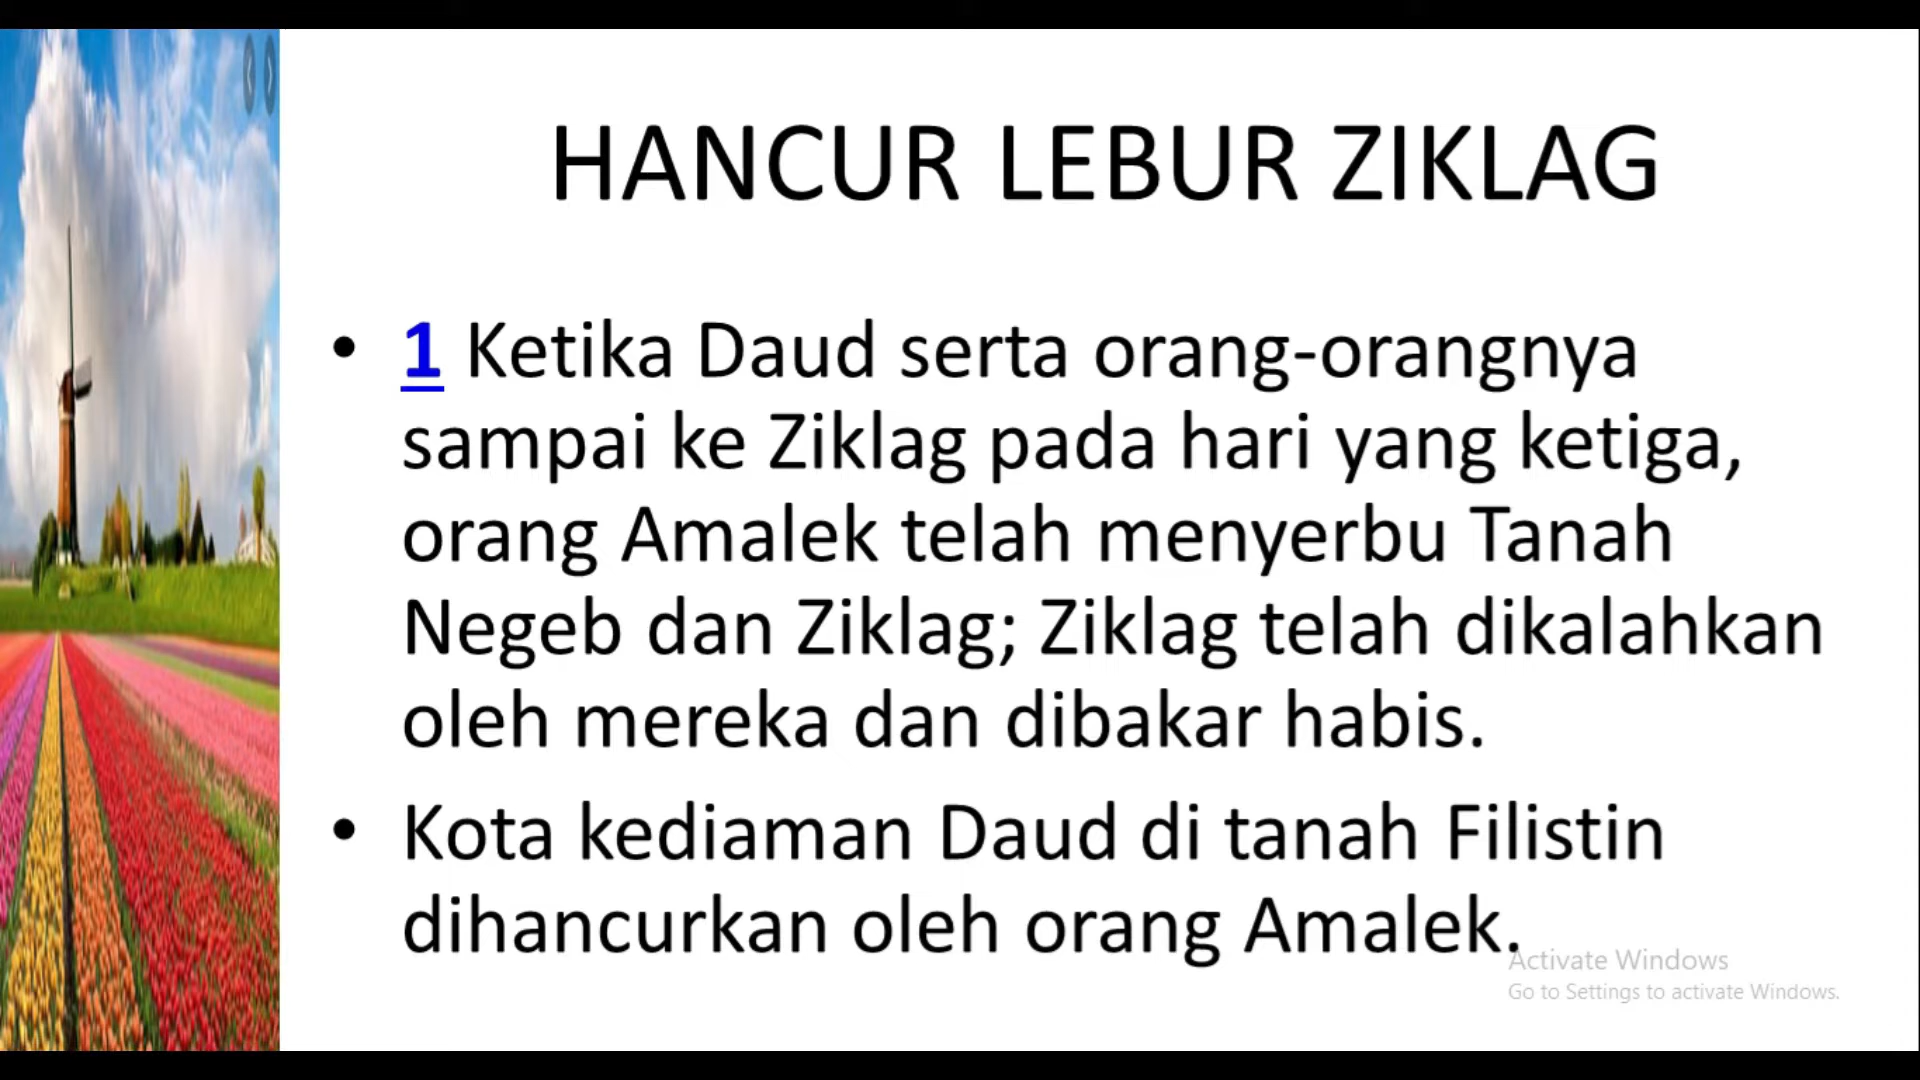 HANCUR LEBUR ZIKLAG
• 1 Ketika Daud serta orang-orangnya
sampai ke Ziklag pada hari yang ketiga,
orang Amalek telah menyerbu Tanah
Negeb dan Ziklag; Ziklag telah dikalahkan
oleh mereka dan dibakar habis.
• Kota kediaman Daud di tanah Filistin
dihancurkan oleh orang Amalek.
Activate Windows
Go to Settings to activate Windows.